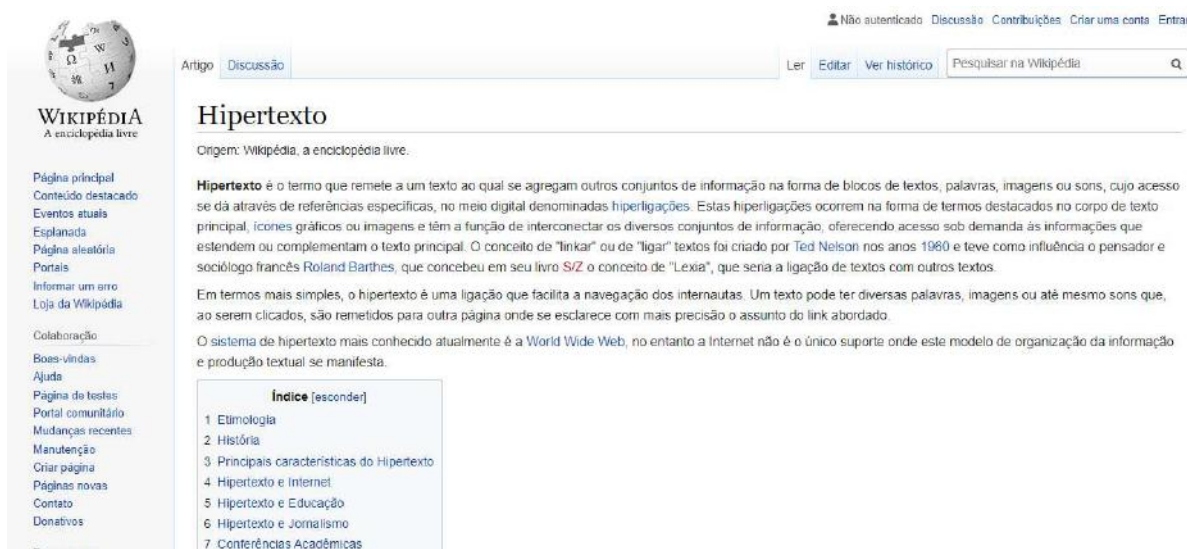 Não autenticado Discussão Contribuições Criar uma conta Entrar
Artigo Discussão
Ler Editar Ver histórico Pesquisar na Wikipédia
WIKIPÉDIA
A enciclopédia livre
Página principal
Conteúdo destacado
Eventos atuais
Esplanada
Página aleatória
Portais
Informar um erro
Loja da Wikipédia
Colaboração
Boas-vindas
Ajuda
Página de testes
Portal comunitário
Mudanças recentes
Manutenção
Criar página
Páginas novas
Contato
Donativos
Hipertexto
Origem: Wikipédia, a enciclopédia livre.
Hipertexto é o termo que remete a um texto ao qual se agregam outros conjuntos de informação na forma de blocos de textos, palavras, imagens ou sons, cujo acesso
se dá através de referências específicas, no meio digital denominadas hiperligações. Estas hiperligações ocorrem na forma de termos destacados no corpo de texto
principal, ícones gráficos ou imagens e têm a função de interconectar os diversos conjuntos de informação, oferecendo acesso sob demanda às informações que
estendem ou complementam o texto principal. O conceito de "linkar" ou de "ligar" textos foi criado por Ted Nelson nos anos 1960 e teve como influência o pensador e
sociólogo francês Roland Barthes, que concebeu em seu livro S/Z o conceito de "Lexia", que seria a ligação de textos com outros textos.
Em termos mais simples, o hipertexto é uma ligação que facilita a navegação dos internautas. Um texto pode ter diversas palavras, imagens ou até mesmo sons que,
ao serem clicados, são remetidos para outra página onde se esclarece com mais precisão o assunto do link abordado.
O sistema de hipertexto mais conhecido atualmente é a World Wide Web, no entanto a Internet não é o único suporte onde este modelo de organização da informação
e produção textual se manifesta.
Índice [esconder]
1 Etimologia
2 História
3 Principais características do Hipertexto
4 Hipertexto e Internet
5 Hipertexto e Educação
6 Hipertexto e Jornalismo
7 Conferências Acadêmicas